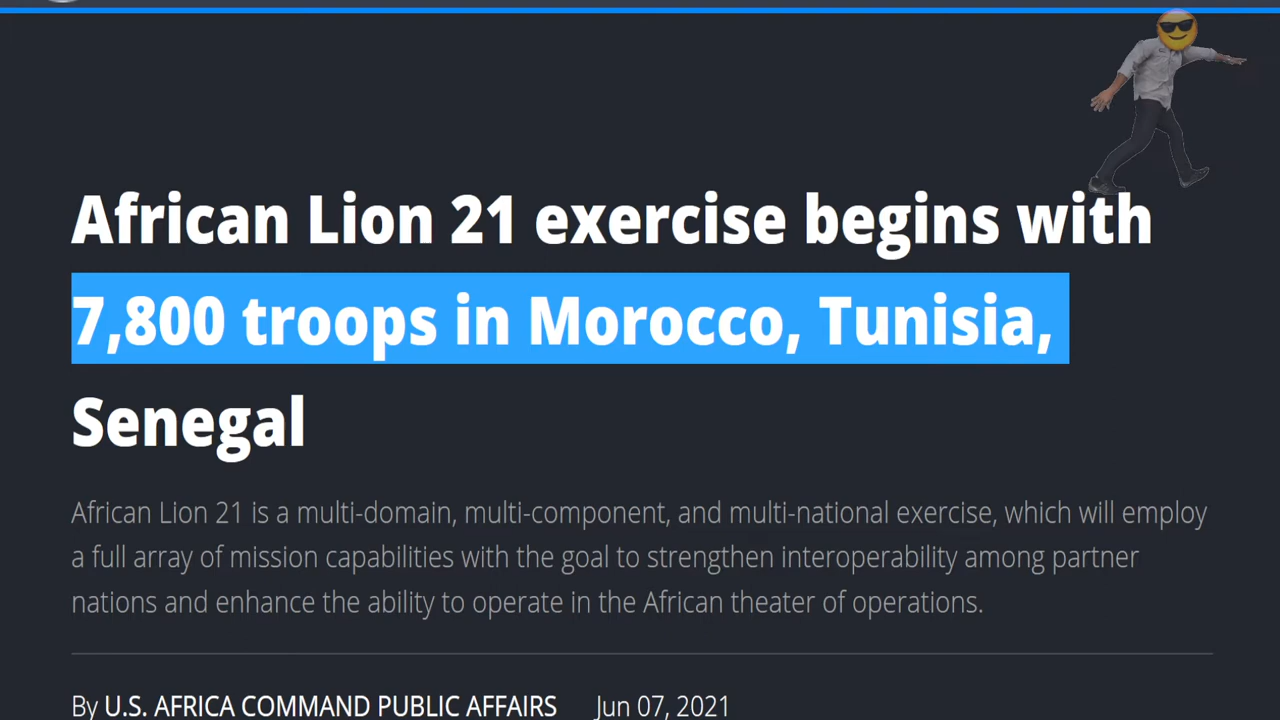 African Lion 21 exercise begins with
7,800 troops in Morocco, Tunisia,
Senegal
African Lion 21 is a multi-domain, multi-component, and multi-national exercise, which will employ
a full array of mission capabilities with the goal to strengthen interoperability among partner
nations and enhance the ability to operate in the African theater of operations.
By U.S. AFRICA COMMAND PUBLIC AFFAIRS Jun 07, 2021